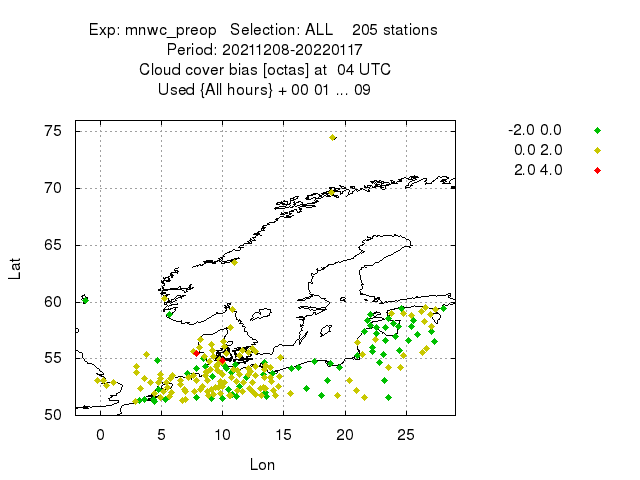 Exp: mnwc_preop   Selection: ALL    205 stations
Period: 20211208-20220117
Cloud cover bias [octas] at  04 UTC
Used {All hours} + 00 01 ... 09
-2.0 0.0
0.0 2.0
2.0 4.0
75
70
65
60
55
50
Lat
0 5 10 15 20 25
Lon